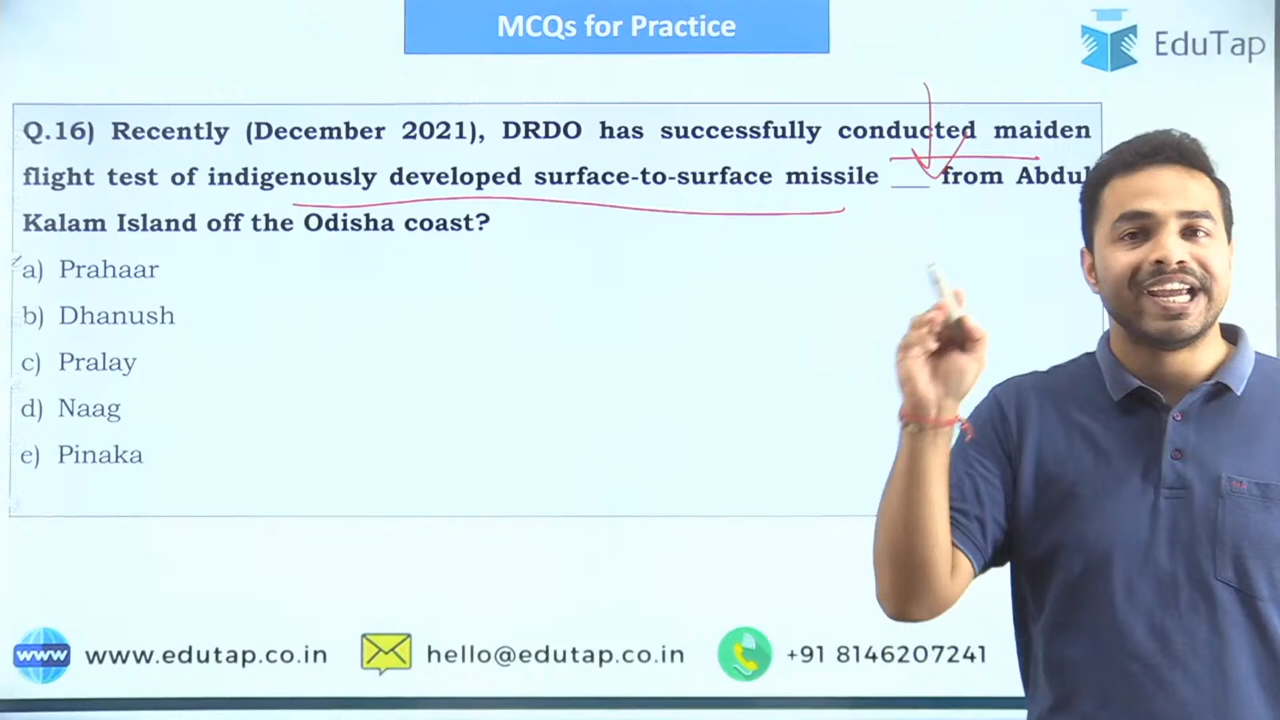 MCQs for Practice
EduTap
Q.16) Recently (December 2021), DRDO has successfully conducted maiden
flight test of indigenously developed surface-to-surface missile ___ from Abdul
Kalam Island off the Odisha coast?
a) Prahaar
b) Dhanush
c) Pralay
d) Naag
e) Pinaka
www www.edutap.co.in hello@edutap.co.in +91 8146207241